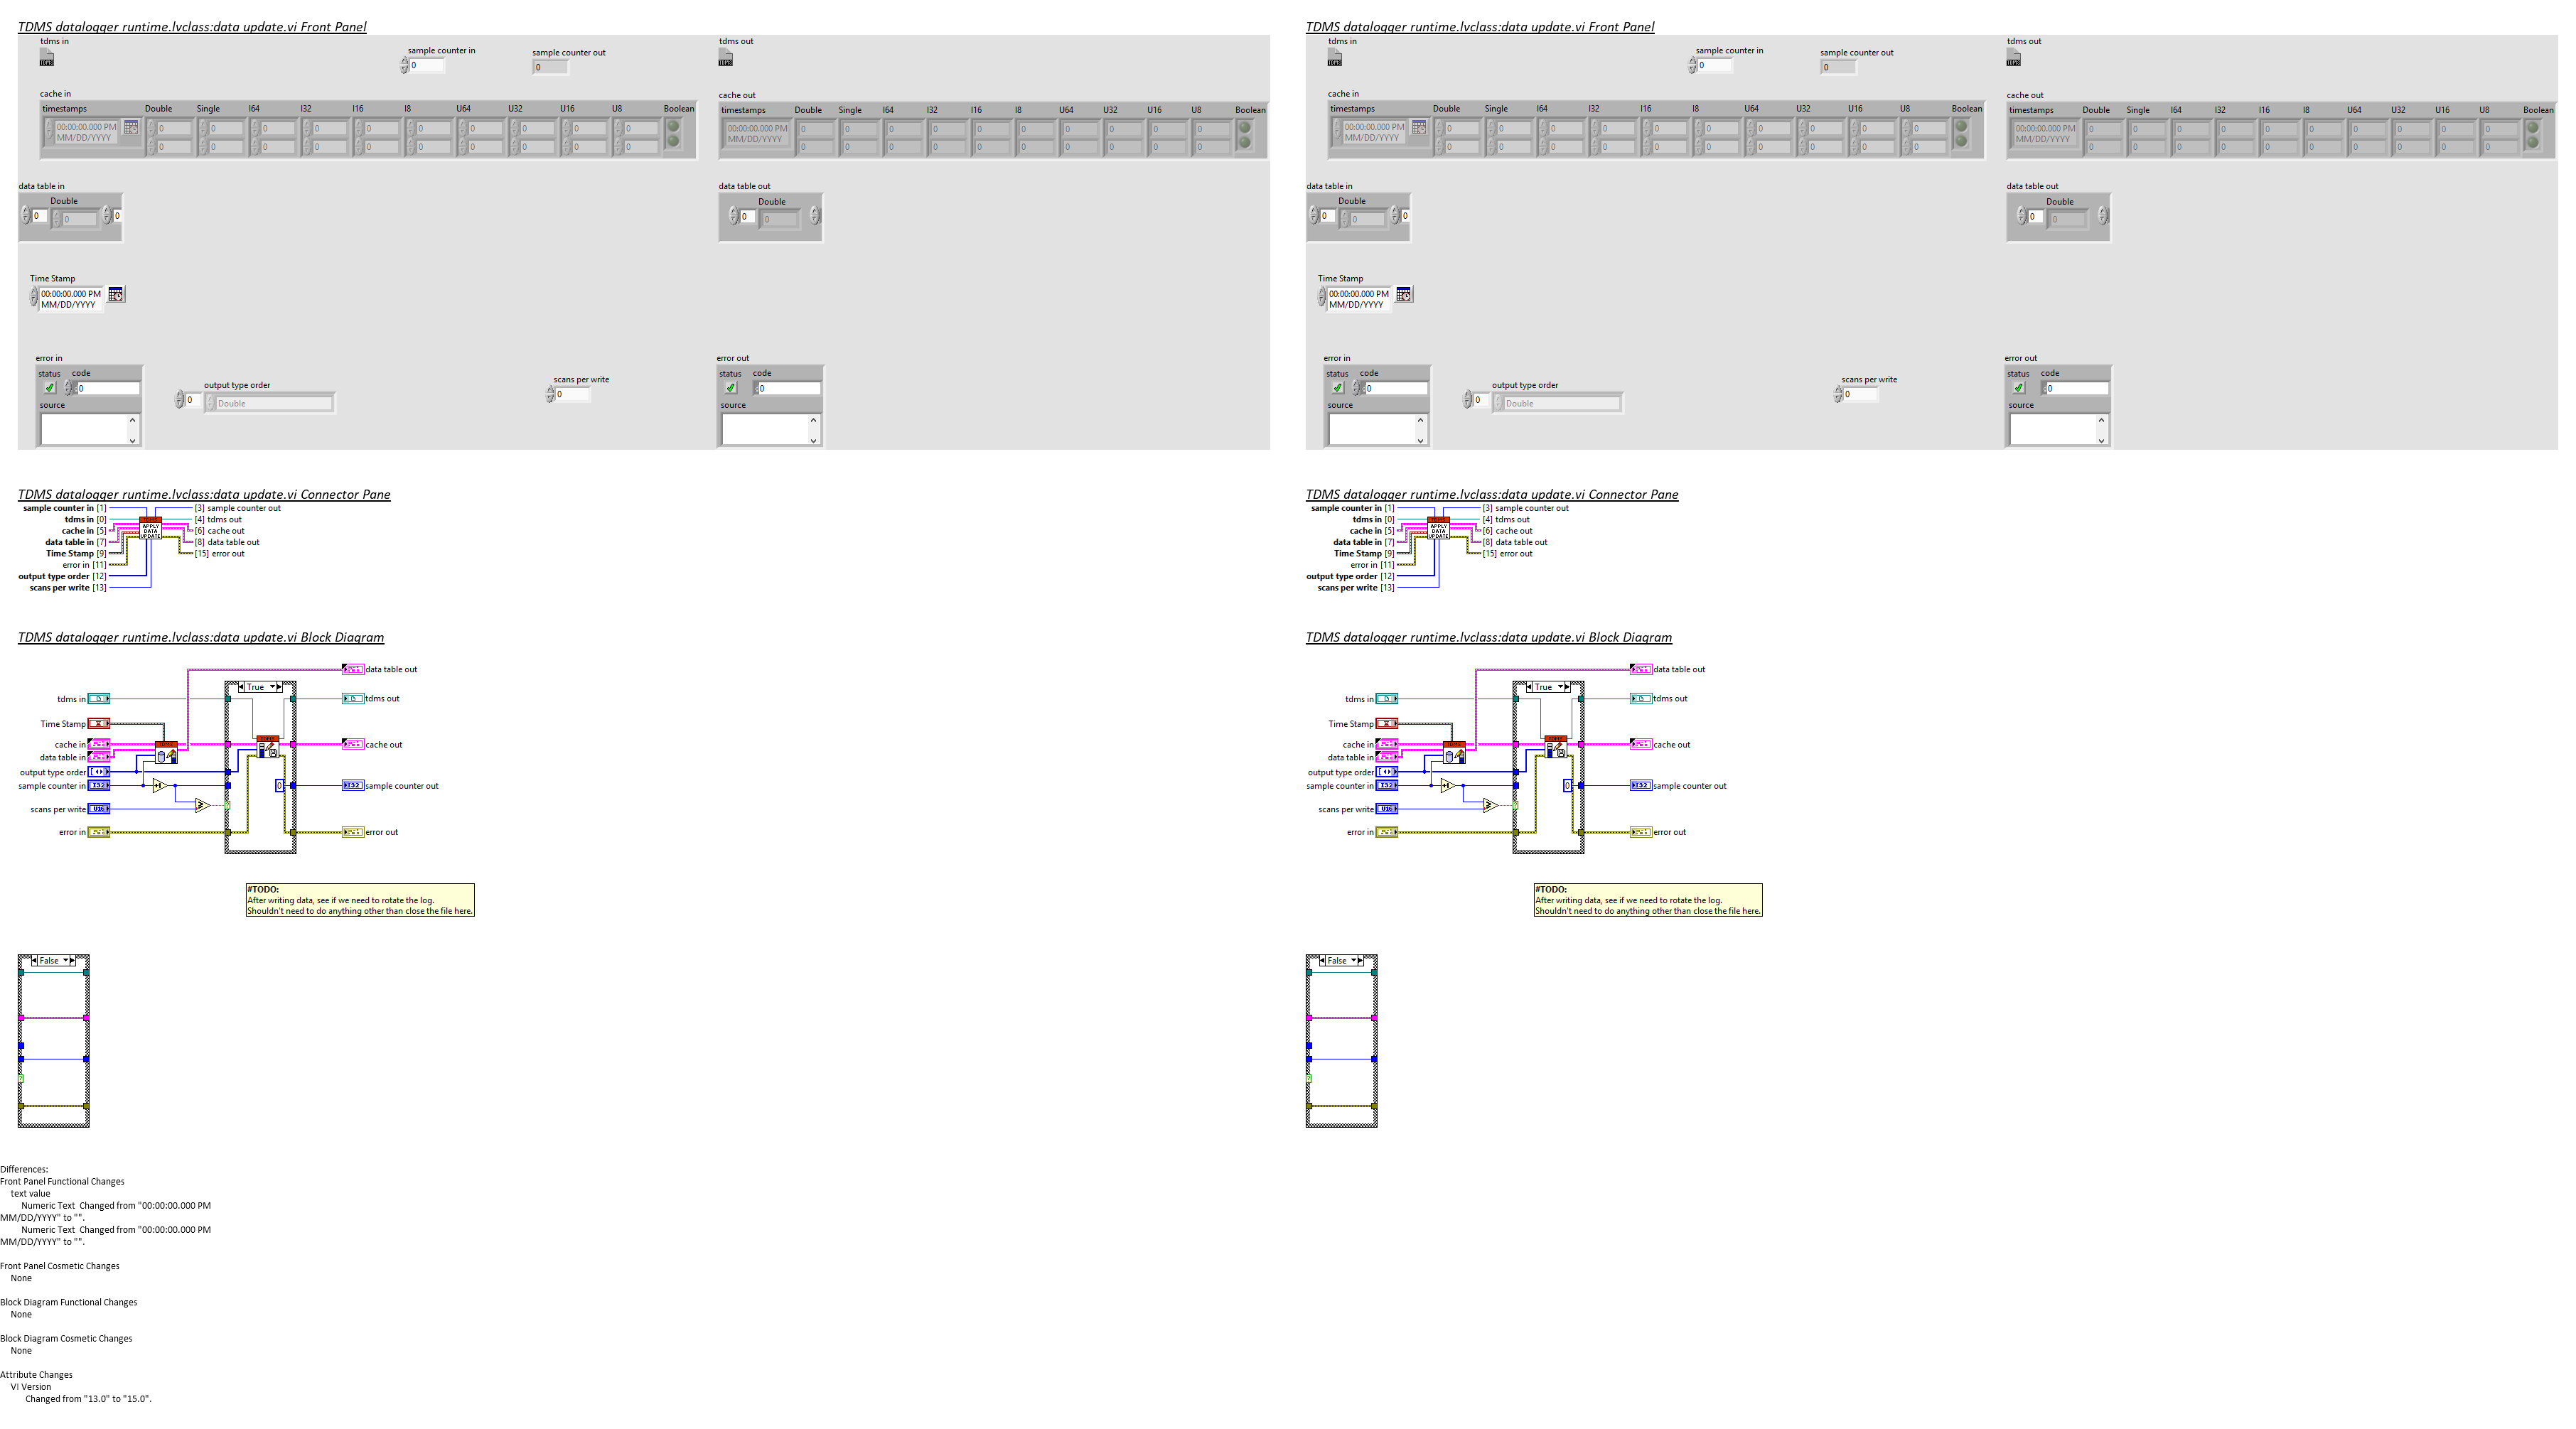 TDMS datalogger runtime.lvclass:data update.vi Front Panel
tdms in
sample counter in
0
sample counter out
0
tdms out
cache in
timestamps Double Single I64 I32 I16 I8 U64 U32 U16 U8 Boolean
00:00:00.000 PM 0 0 0 0 0 0 0 0 0 0
MM/DD/YYYY 0 0 0 0 0 0 0 0 0 0
cache out
timestamps Double Single I64 I32 I16 I8 U64 U32 U16 U8 Boolean
00:00:00.000 PM 0 0 0 0 0 0 0 0 0 0
MM/DD/YYYY 0 0 0 0 0 0 0 0 0 0
data table in
Double
0 0 0
data table out
Double
0 0
Time Stamp
00:00:00.000 PM
MM/DD/YYYY
error in
status code
0
source
output type order
0 Double
scans per write
0
error out
status code
0
source
TDMS datalogger runtime.lvclass:data update.vi Connector Pane
sample counter in [1] [3] sample counter out
tdms in [0] [4] tdms out
cache in [5] [6] cache out
data table in [7] [8] data table out
Time Stamp [9] [15] error out
error in [11]
output type order [12]
scans per write [13]
TDMS
APPLY
DATA
UPDATE
TDMS datalogger runtime.lvclass:data update.vi Block Diagram
data table out
True
tdms in tdms out
Time Stamp
cache in TDMS TDMS cache out
data table in
output type order
sample counter in I32 +1 0 I32 sample counter out
scans per write U16
error in error out
#TODO:
After writing data, see if we need to rotate the log.
Shouldn't need to do anything other than close the file here.
False
TDMS datalogger runtime.lvclass:data update.vi Front Panel
tdms in
sample counter in
0
sample counter out
0
tdms out
cache in
timestamps Double Single I64 I32 I16 I8 U64 U32 U16 U8 Boolean
00:00:00.000 PM 0 0 0 0 0 0 0 0 0 0
MM/DD/YYYY 0 0 0 0 0 0 0 0 0 0
cache out
timestamps Double Single I64 I32 I16 I8 U64 U32 U16 U8 Boolean
00:00:00.000 PM 0 0 0 0 0 0 0 0 0 0
MM/DD/YYYY 0 0 0 0 0 0 0 0 0 0
data table in
Double
0 0 0
data table out
Double
0 0
Time Stamp
00:00:00.000 PM
MM/DD/YYYY
error in
status code
0
source
output type order
0 Double
scans per write
0
error out
status code
0
source
TDMS datalogger runtime.lvclass:data update.vi Connector Pane
sample counter in [1] [3] sample counter out
tdms in [0] [4] tdms out
cache in [5] [6] cache out
data table in [7] [8] data table out
Time Stamp [9] [15] error out
error in [11]
output type order [12]
scans per write [13]
TDMS
APPLY
DATA
UPDATE
TDMS datalogger runtime.lvclass:data update.vi Block Diagram
data table out
True
tdms in tdms out
Time Stamp
cache in TDMS TDMS cache out
data table in
output type order
sample counter in I32 +1 0 I32 sample counter out
scans per write U16
error in error out
#TODO:
After writing data, see if we need to rotate the log.
Shouldn't need to do anything other than close the file here.
False
Differences:
Front Panel Functional Changes
text value
Numeric Text Changed from "00:00:00.000 PM
MM/DD/YYYY" to "".
Numeric Text Changed from "00:00:00.000 PM
MM/DD/YYYY" to "".
Front Panel Cosmetic Changes
None
Block Diagram Functional Changes
None
Block Diagram Cosmetic Changes
None
Attribute Changes
VI Version
Changed from "13.0" to "15.0".